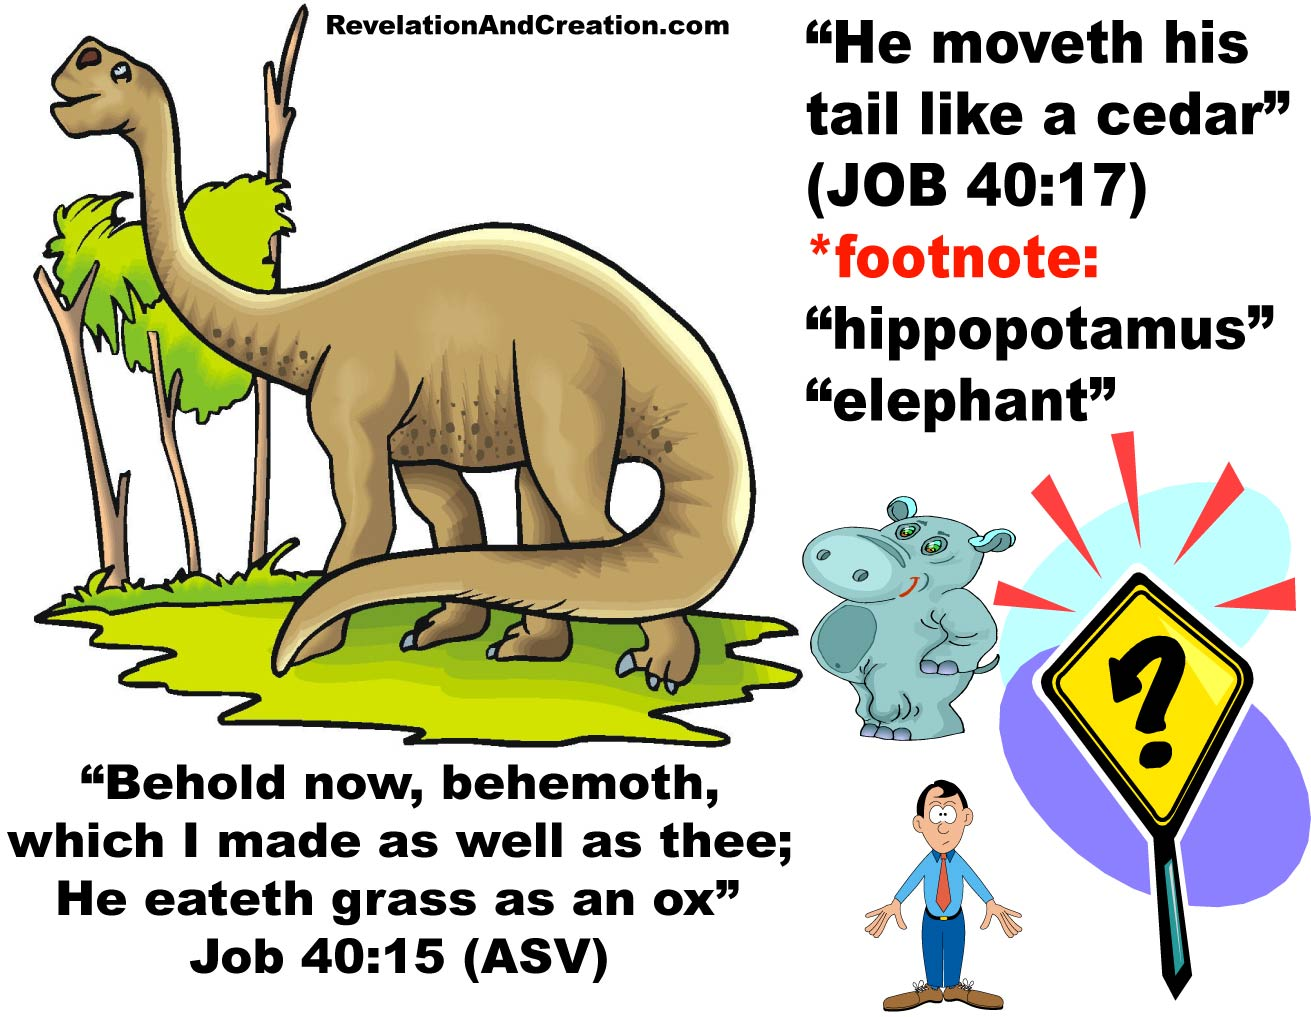 RevelationAndCreation.com
“He moveth his
tail like a cedar”
(JOB 40:17)
*footnote:
“hippopotamus”
“elephant”
?
“Behold now, behemoth,
which I made as well as thee;
He eateth grass as an ox”
Job 40:15 (ASV)